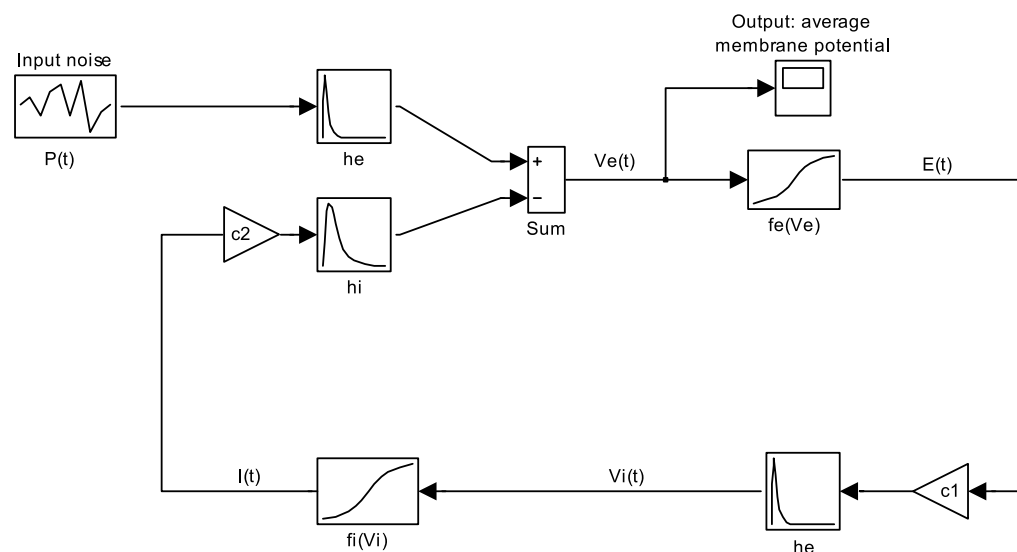 Output: average
membrane potential
Input noise
P(t)
he
+
−
Sum
Ve(t)
fe(Ve)
E(t)
c2
hi
I(t)
fi(Vi)
Vi(t)
he
c1